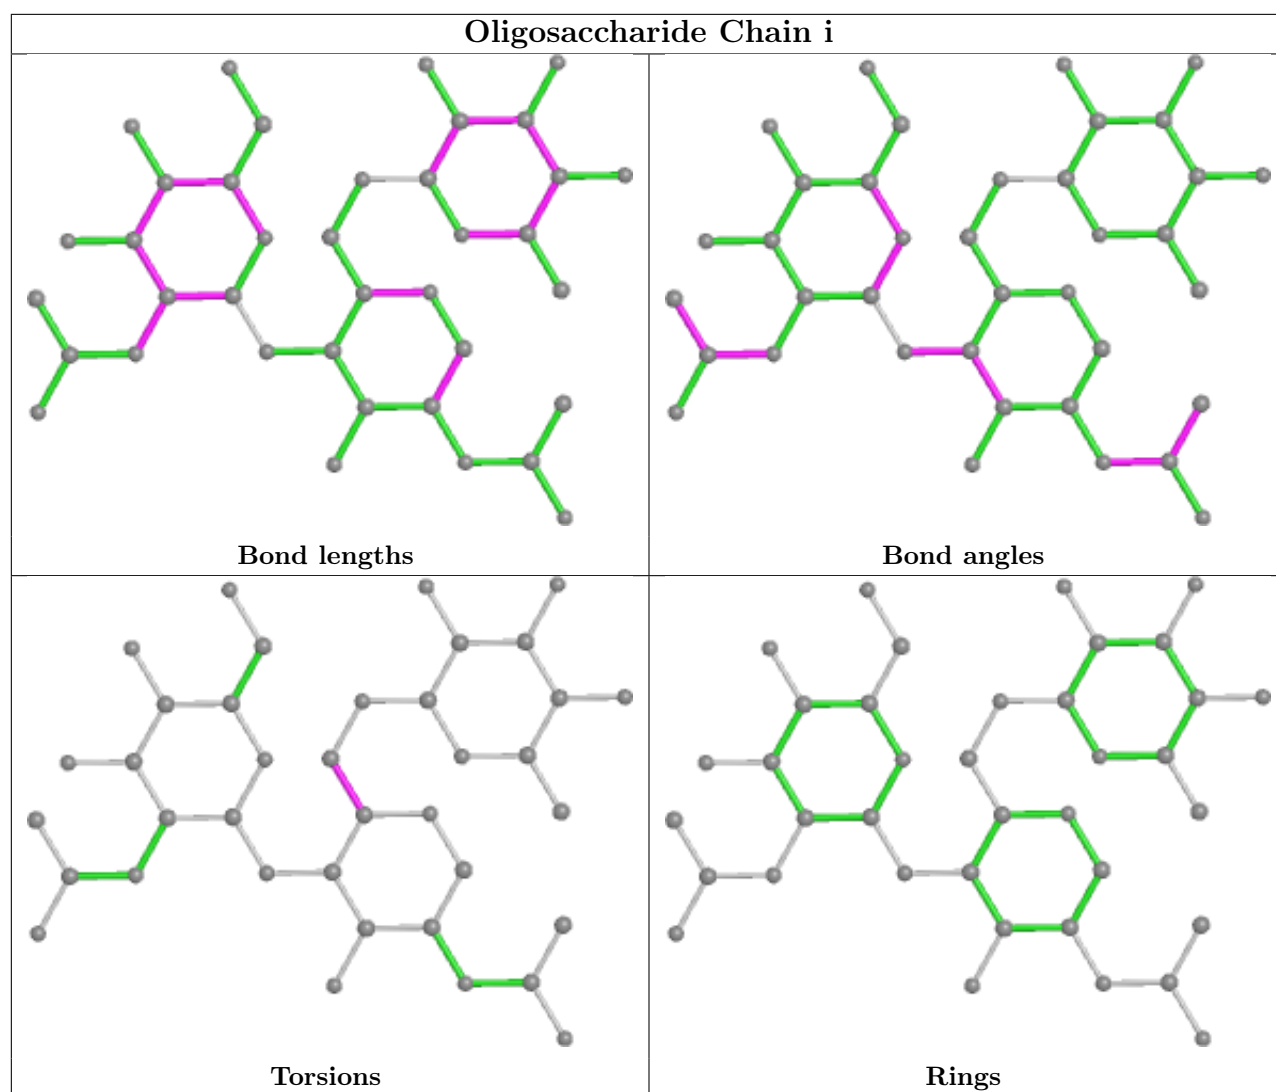 Oligosaccharide Chain i
Bond lengths
Bond angles
Torsions
Rings